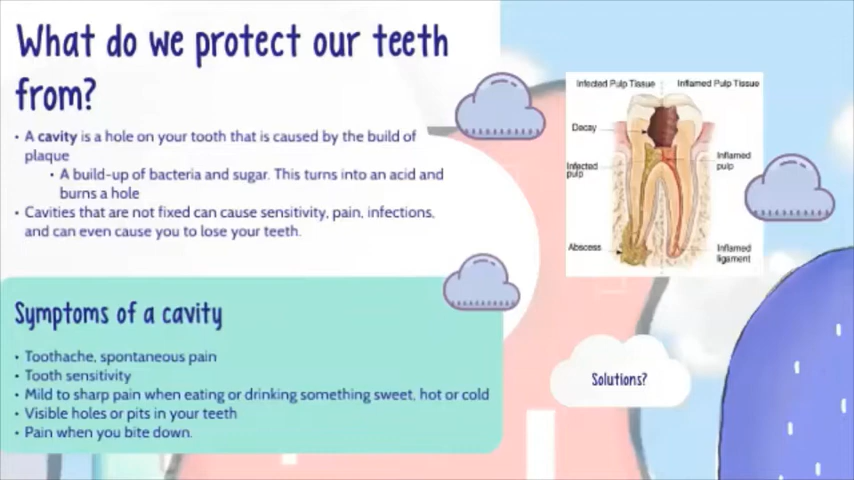 What do we protect our teeth
from?
• A cavity is a hole on your tooth that is caused by the build of
plaque
• A build-up of bacteria and sugar. This turns into an acid and
burns a hole
• Cavities that are not fixed can cause sensitivity, pain, infections,
and can even cause you to lose your teeth.
Symptoms of a cavity
• Toothache, spontaneous pain
• Tooth sensitivity
• Mild to sharp pain when eating or drinking something sweet, hot or cold
• Visible holes or pits in your teeth
• Pain when you bite down.
Infected Pulp Tissue
Inflamed Pulp Tissue
Decay
Infected
pulp
Abscess
Inflamed
pulp
Inflamed
ligament
Solutions?